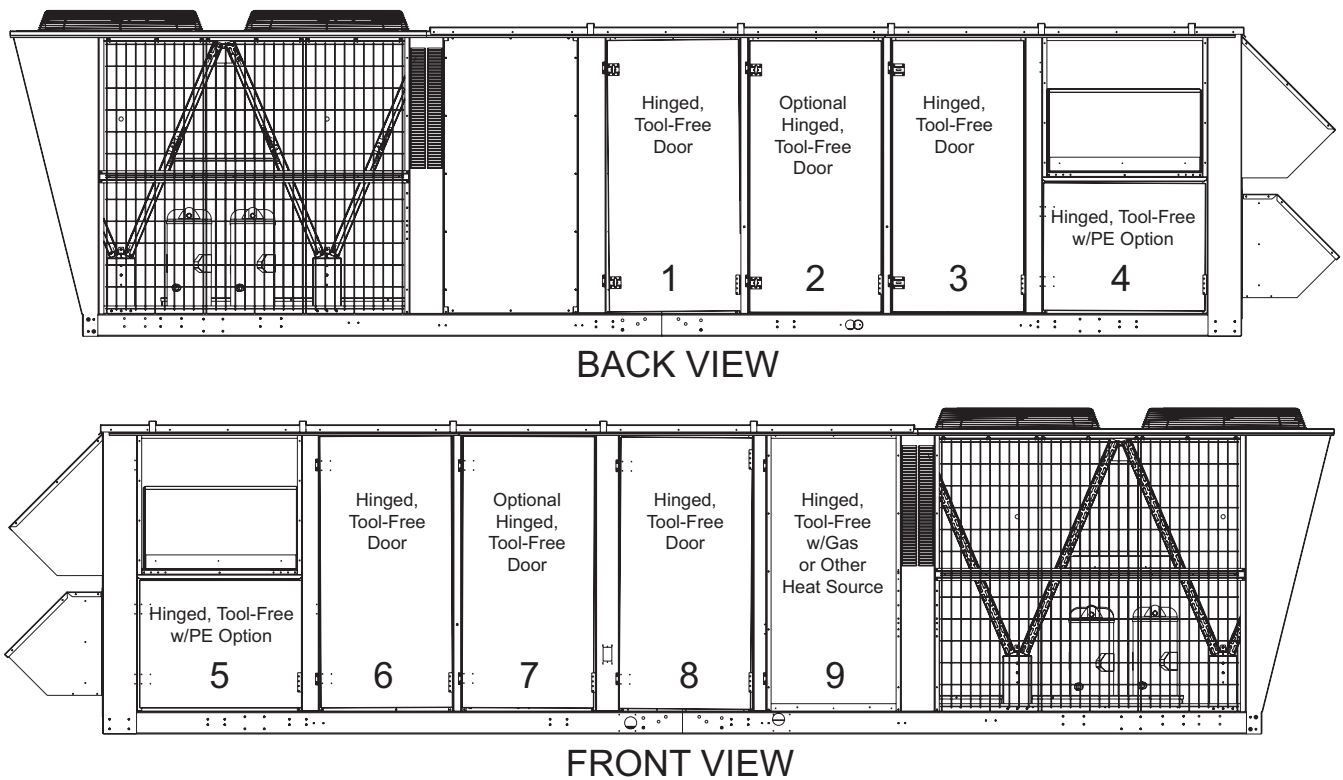 Hinged,
Tool-Free
Door
1
Optional
Hinged,
Tool-Free
Door
2
Hinged,
Tool-Free
Door
3
Hinged, Tool-Free
w/PE Option
4
BACK VIEW
Hinged, Tool-Free
w/PE Option
5
Hinged,
Tool-Free
Door
6
Optional
Hinged,
Tool-Free
Door
7
Hinged,
Tool-Free
Door
8
Hinged,
Tool-Free
w/Gas
or Other
Heat Source
9
FRONT VIEW